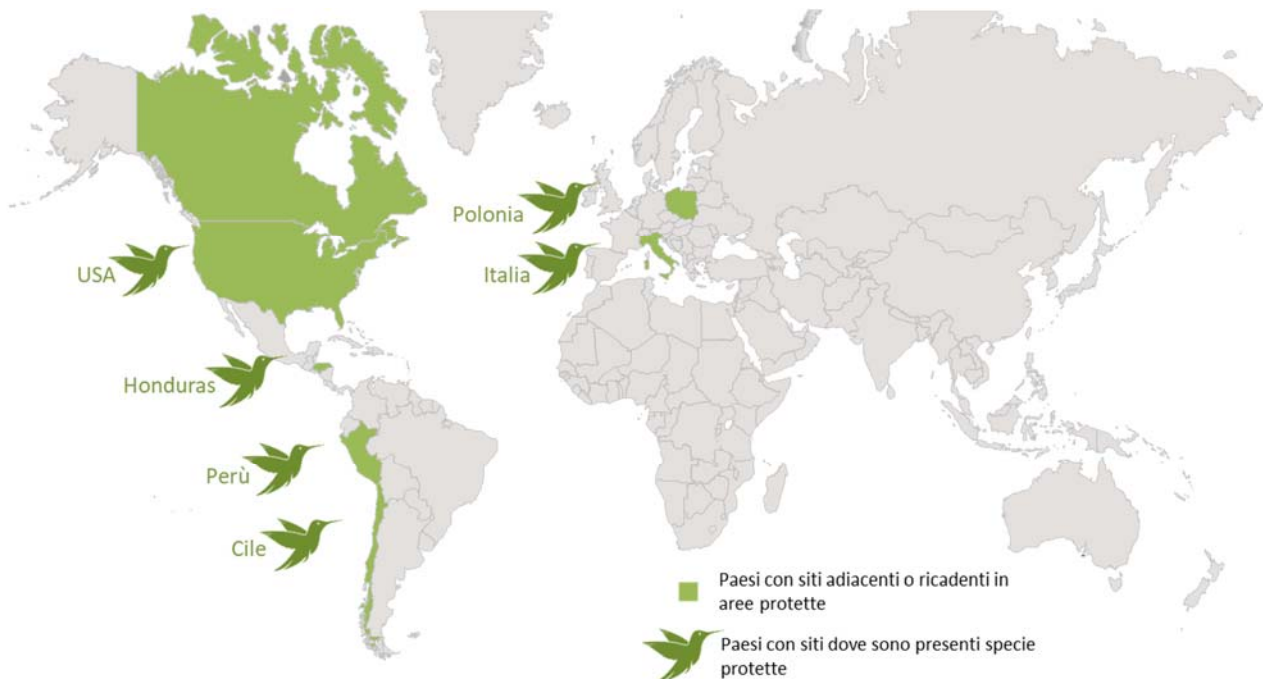 Polonia
USA
Italia
Honduras
Perù
Cile
Paesi con siti adiacenti o ricadenti in
aree protette
Paesi con siti dove sono presenti specie
protette